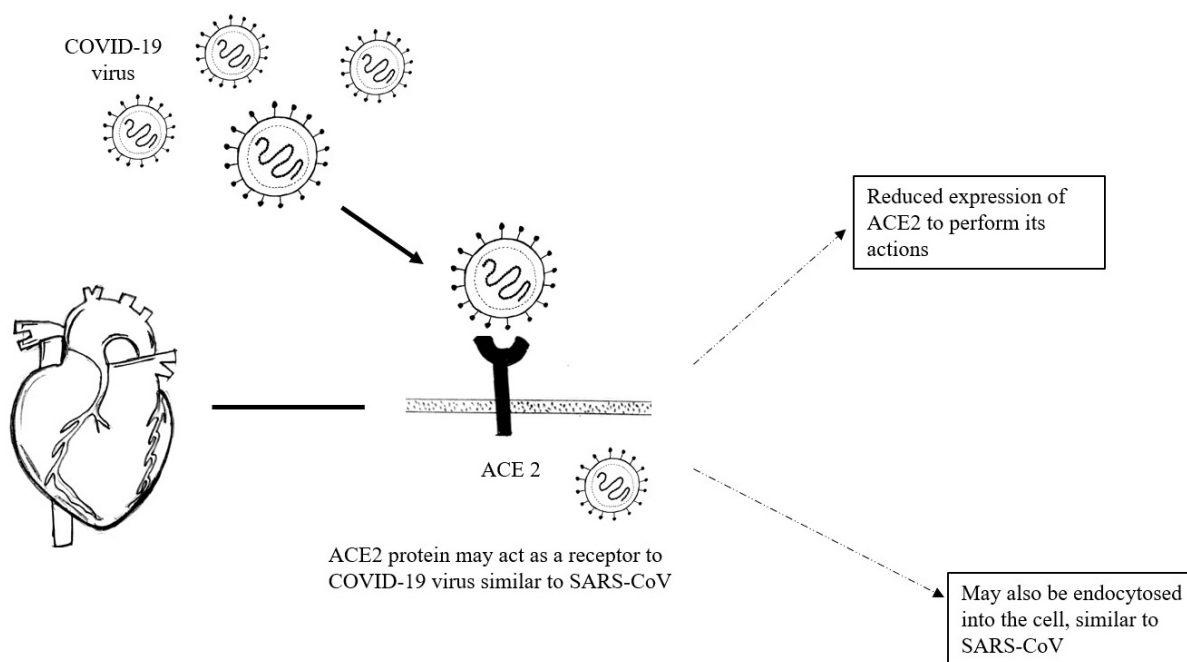 COVID-19
virus
Reduced expression of
ACE2 to perform its
actions
ACE 2
ACE2 protein may act as a receptor to
COVID-19 virus similar to SARS-CoV
May also be endocytosed
into the cell, similar to
SARS-CoV